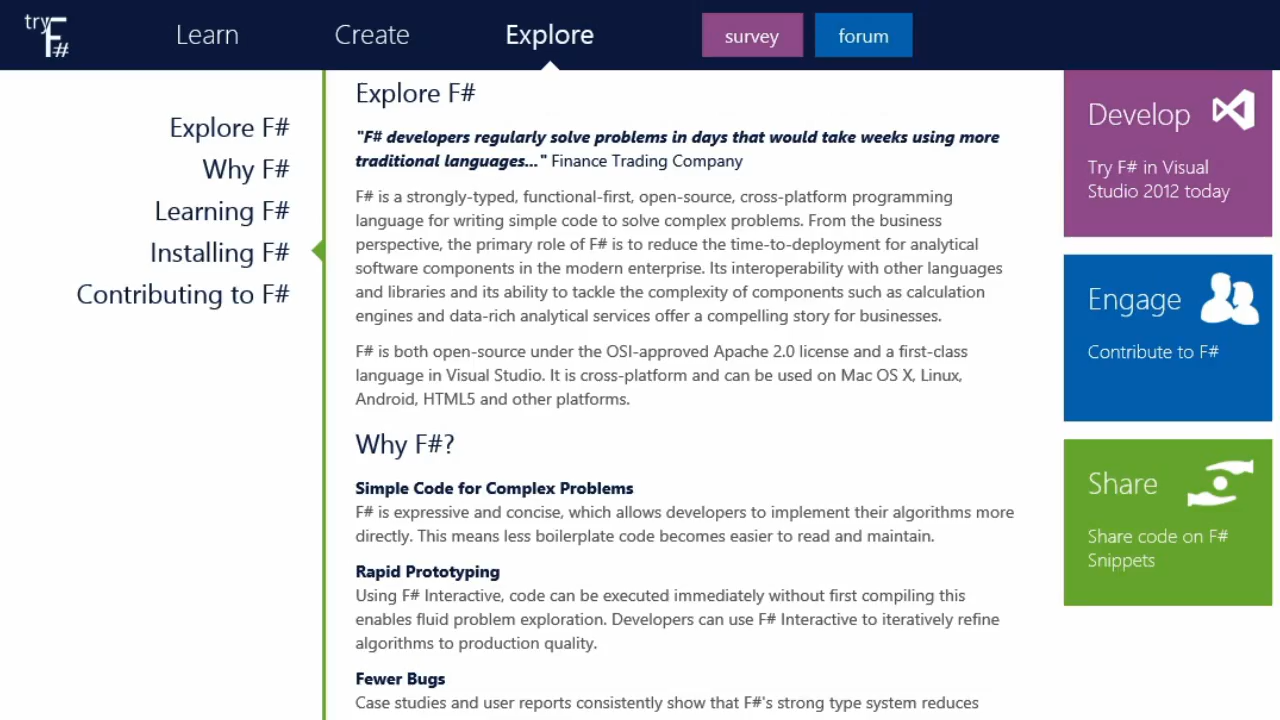 try F#
Learn
Create
Explore
survey
forum
Explore F#
Why F#
Learning F#
Installing F#
Contributing to F#
Explore F#
"F# developers regularly solve problems in days that would take weeks using more
traditional languages..." Finance Trading Company
F# is a strongly-typed, functional-first, open-source, cross-platform programming
language for writing simple code to solve complex problems. From the business
perspective, the primary role of F# is to reduce the time-to-deployment for analytical
software components in the modern enterprise. Its interoperability with other languages
and libraries and its ability to tackle the complexity of components such as calculation
engines and data-rich analytical services offer a compelling story for businesses.
F# is both open-source under the OSI-approved Apache 2.0 license and a first-class
language in Visual Studio. It is cross-platform and can be used on Mac OS X, Linux,
Android, HTML5 and other platforms.
Why F#?
Simple Code for Complex Problems
F# is expressive and concise, which allows developers to implement their algorithms more
directly. This means less boilerplate code becomes easier to read and maintain.
Rapid Prototyping
Using F# Interactive, code can be executed immediately without first compiling this
enables fluid problem exploration. Developers can use F# Interactive to iteratively refine
algorithms to production quality.
Fewer Bugs
Case studies and user reports consistently show that F#'s strong type system reduces
Develop
Try F# in Visual
Studio 2012 today
Engage
Contribute to F#
Share
Share code on F#
Snippets